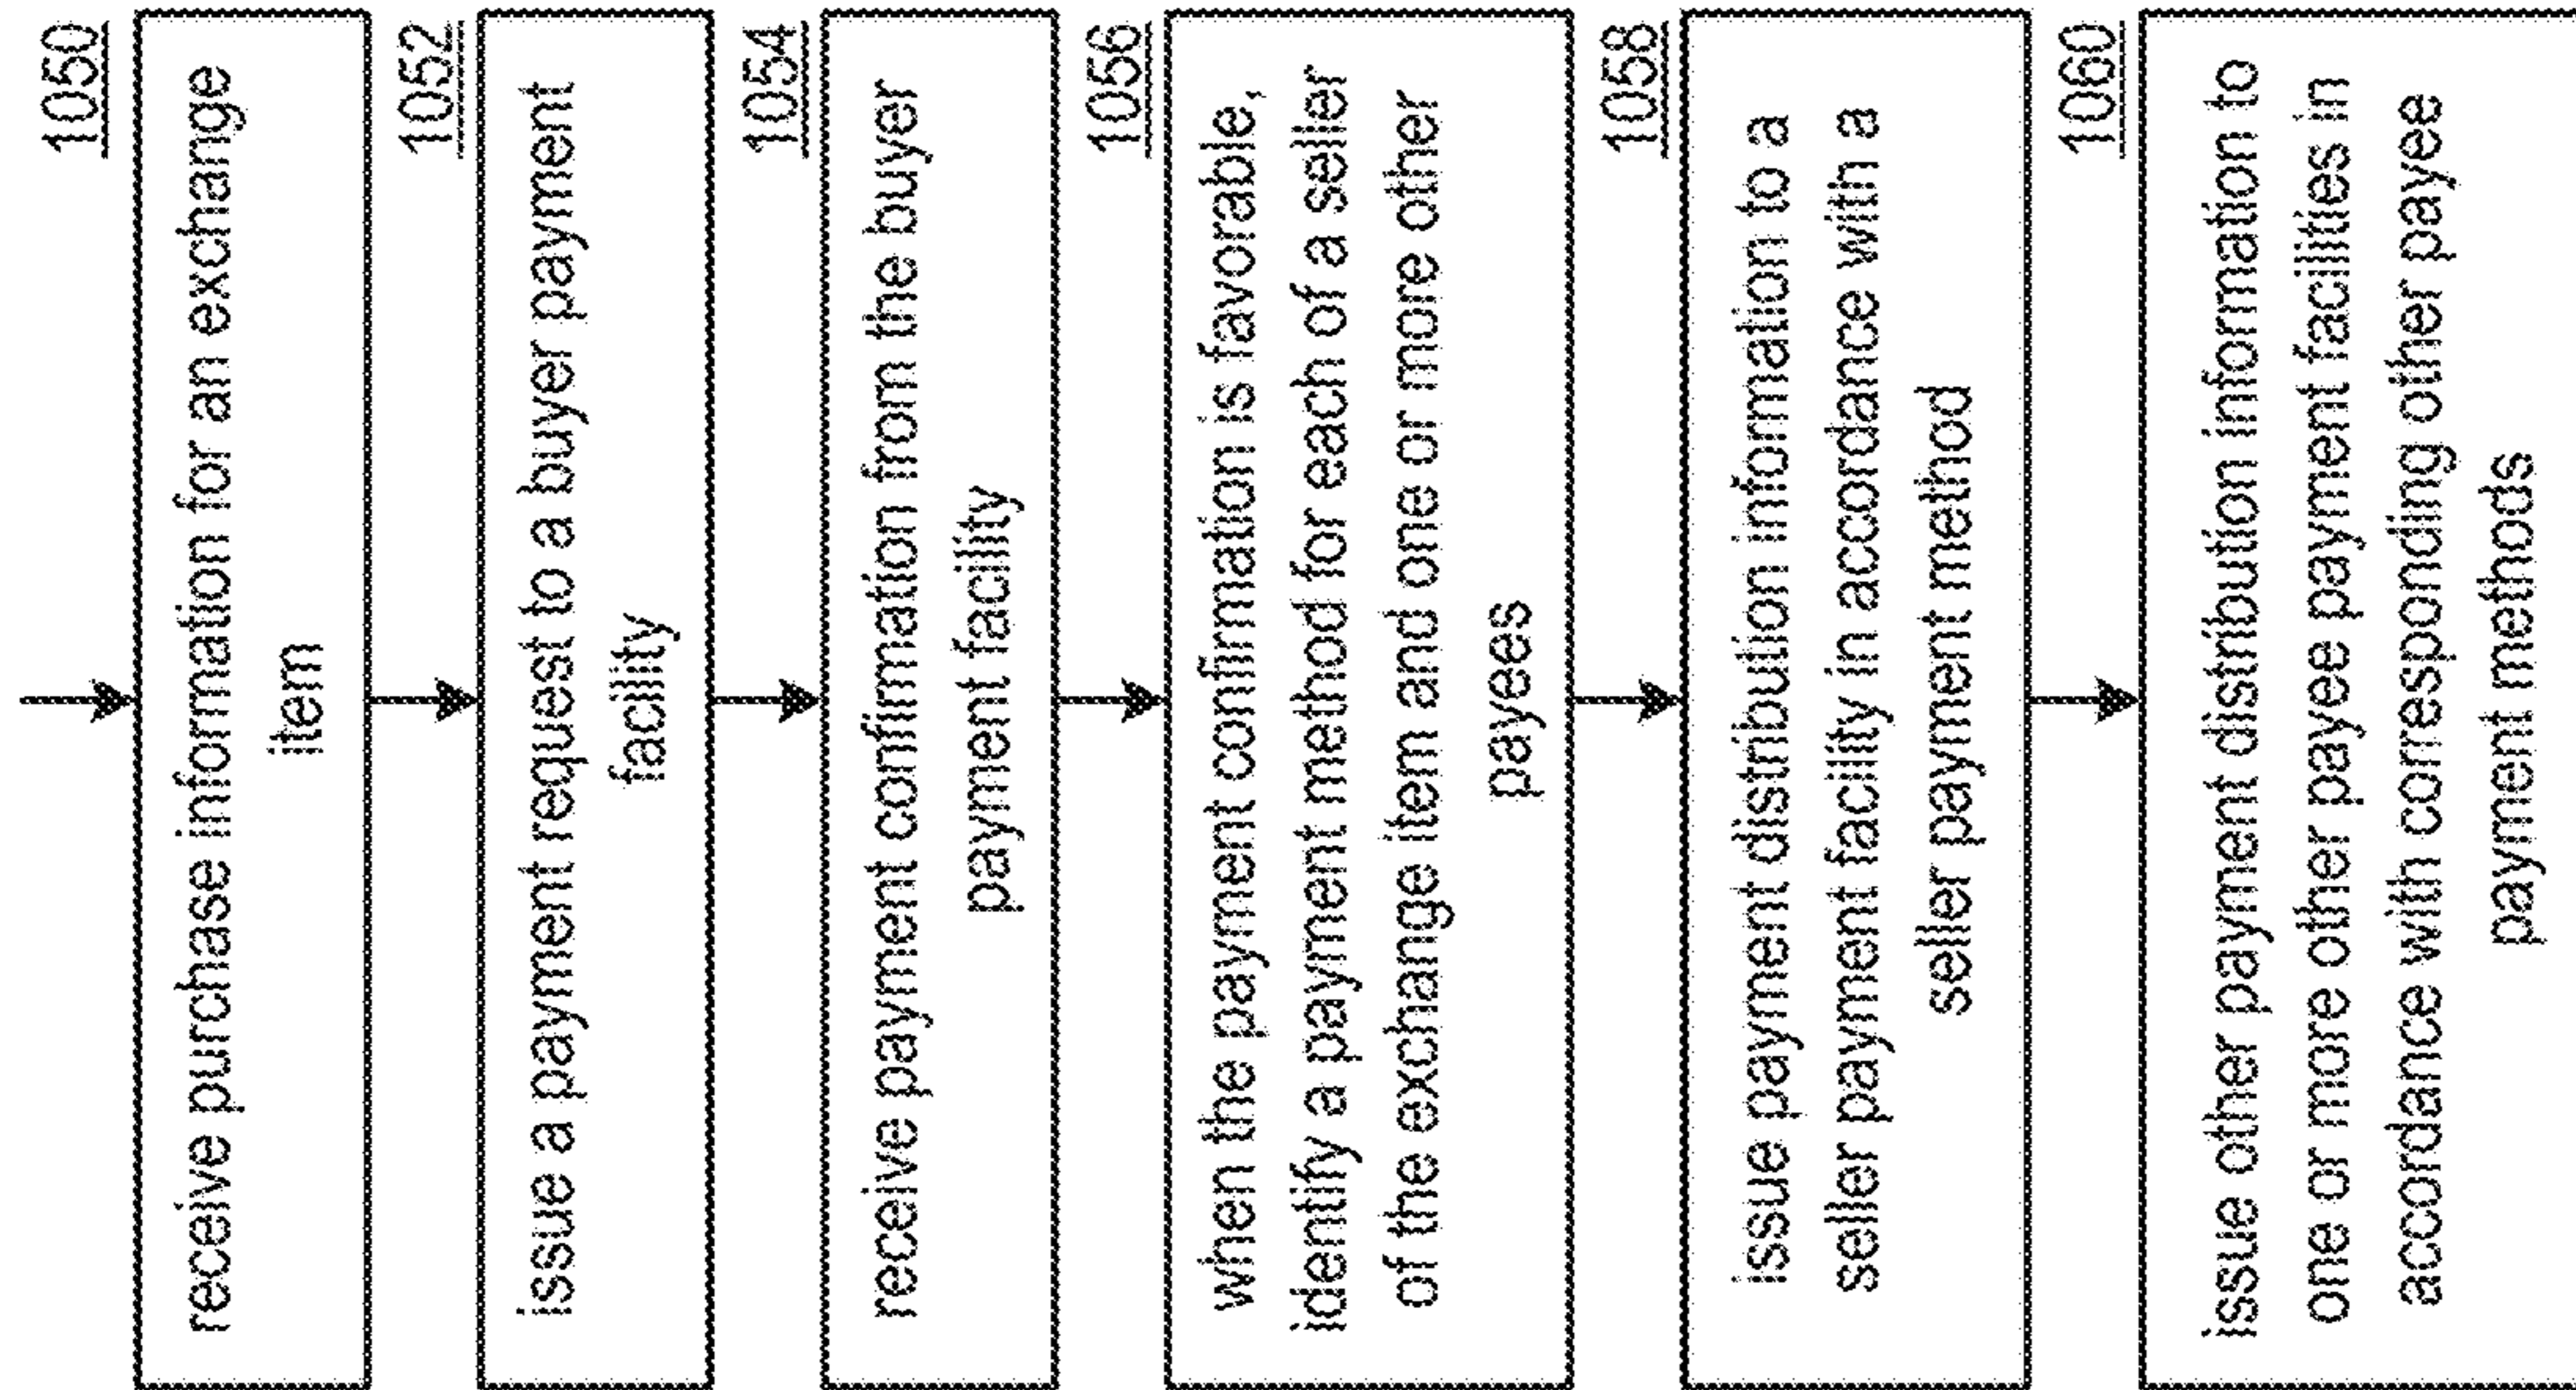 1050
receive purchase information for an exchange
item
1052
issue a payment request to a buyer payment
facility
1054
receive payment confirmation from the buyer
payment facility
1056
when the payment confirmation is favorable,
identify a payment method for each of a seller
of the exchange item and one or more other
payees
1058
issue payment distribution information to a
seller payment facility in accordance with a
seller payment method
1060
issue other payment distribution information to
one or more other payee payment facilities in
accordance with corresponding other payee
payment methods